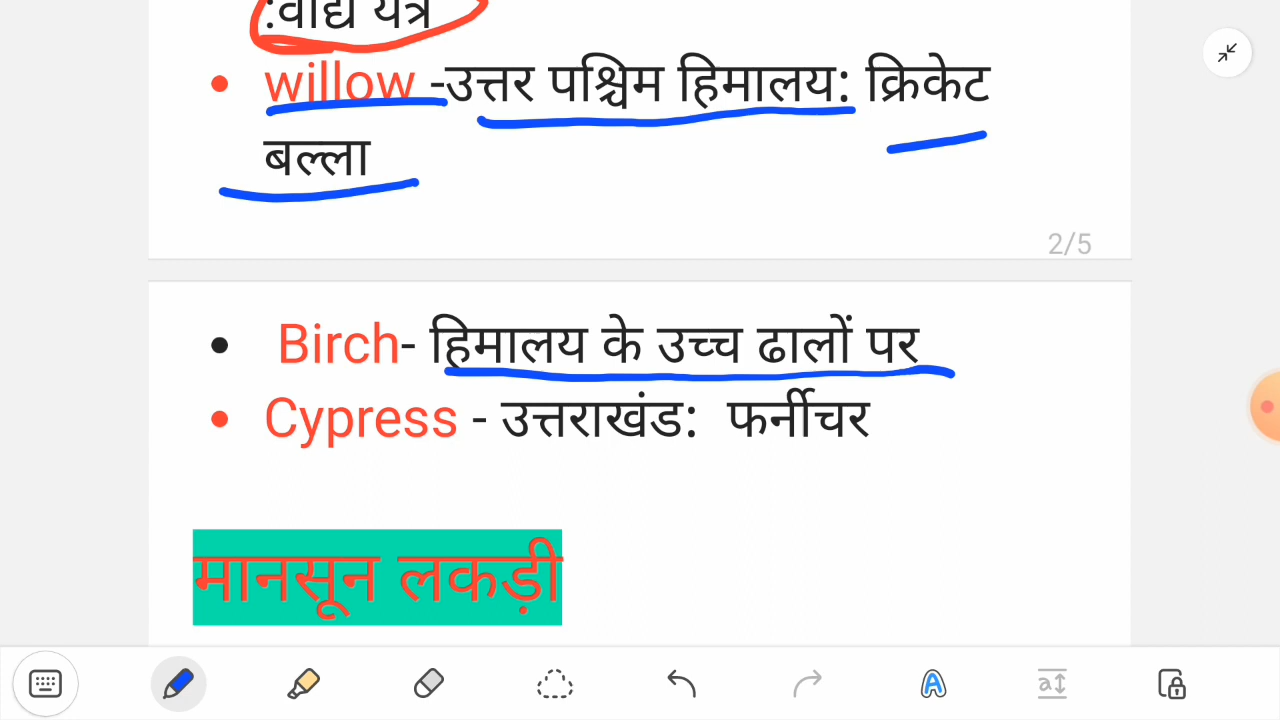 :वाद्य यंत्र
• willow -उत्तर पश्चिम हिमालय: क्रिकेट
बल्ला
2/5
• Birch- हिमालय के उच्च ढालों पर
• Cypress - उत्तराखंड: फर्नीचर
मानसून लकड़ी
A
a